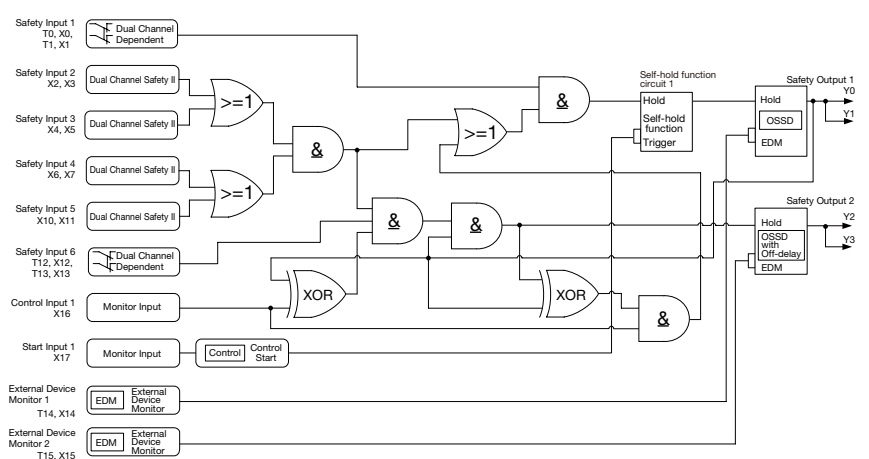 Safety Input 1
T0, X0,
T1, X1
Dual Channel
Dependent
Safety Input 2
X2, X3
Dual Channel Safety II
Safety Input 3
X4, X5
Dual Channel Safety II
>=1
Safety Input 4
X6, X7
Dual Channel Safety II
Safety Input 5
X10, X11
Dual Channel Safety II
>=1
&
Safety Input 6
T12, X12,
T13, X13
Dual Channel
Dependent
Control Input 1
X16
Monitor Input
XOR
&
&
XOR
&
>=1
&
Start Input 1
X17
Monitor Input
Control
Control
Start
External Device
Monitor 1
T14, X14
EDM
External
Device
Monitor
External Device
Monitor 2
T15, X15
EDM
External
Device
Monitor
Self-hold function
circuit 1
Hold
Self-hold
function
Trigger
Safety Output 1
Hold
OSSD
EDM
Y0
Y1
Safety Output 2
Hold
OSSD
with
Off-delay
EDM
Y2
Y3